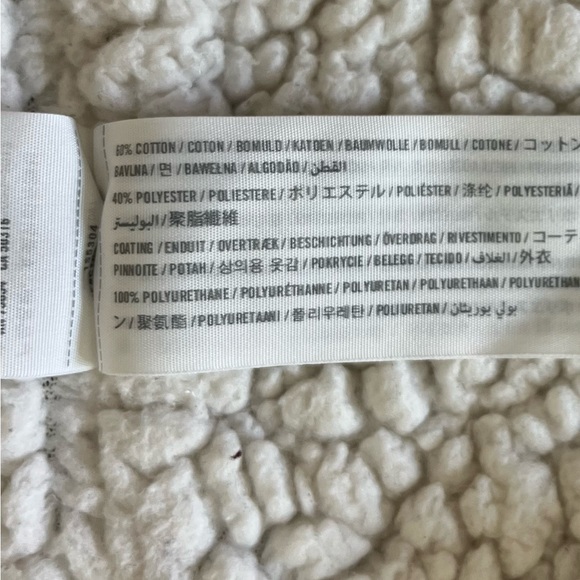 60% COTTON / COTON / BOMULD / KATOEN / BAUMWOLLE / BOMULL / COTONE / コットン
BAVLNA / 면 / BAWEŁNA / ALGODÃO / القطن
40% POLYESTER / POLIESTERE / ポリエステル / POLIÉSTER / 涤纶 / POLYESTERIÄ
البوليستر / 聚脂纖維
COATING / ENDUIT / OVERTRÆK / BESCHICHTUNG / ÖVERDRAG / RIVESTIMENTO / コーテ
PINNOITE / POTAH / 상의용 옷감 / POKRYCIE / BELEGG / TECIDO / الغلاف / 外衣
100% POLYURETHANE / POLYURÉTHANNE / POLYURETAN / POLYURETHAAN / POLYURETHAN
ン / 聚氨酯 / POLYURETAANI / 폴리우레탄 / POLIURETAN / بولي يوريتان